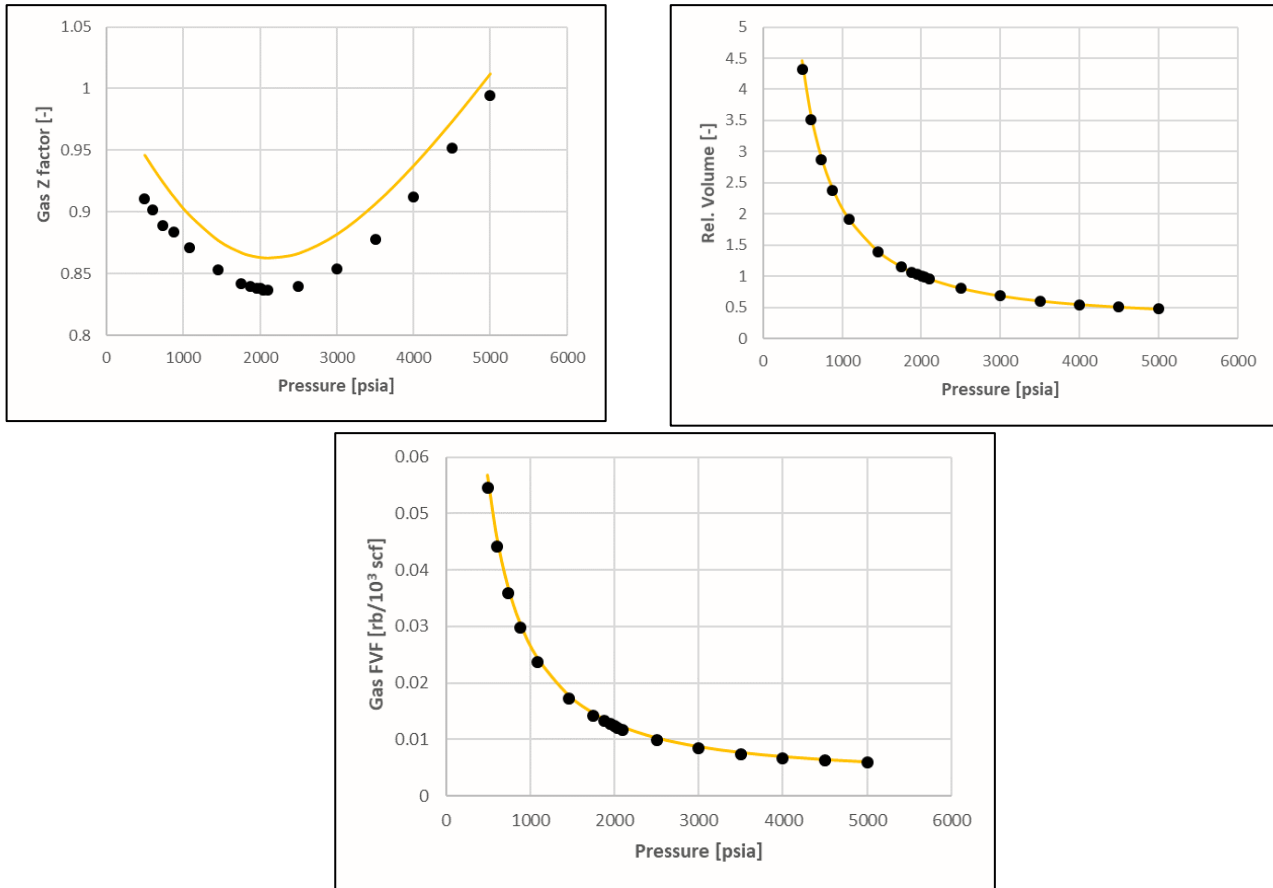 1.05
1
0.95
0.9
0.85
0.8
Gas Z factor [-]
0 1000 2000 3000 4000 5000 6000
Pressure [psia]
5
4.5
4
3.5
3
2.5
2
1.5
1
0.5
0
Rel. Volume [-]
0 1000 2000 3000 4000 5000 6000
Pressure [psia]
0.06
0.05
0.04
0.03
0.02
0.01
0
Gas FVF [rb/10³ scf]
0 1000 2000 3000 4000 5000 6000
Pressure [psia]